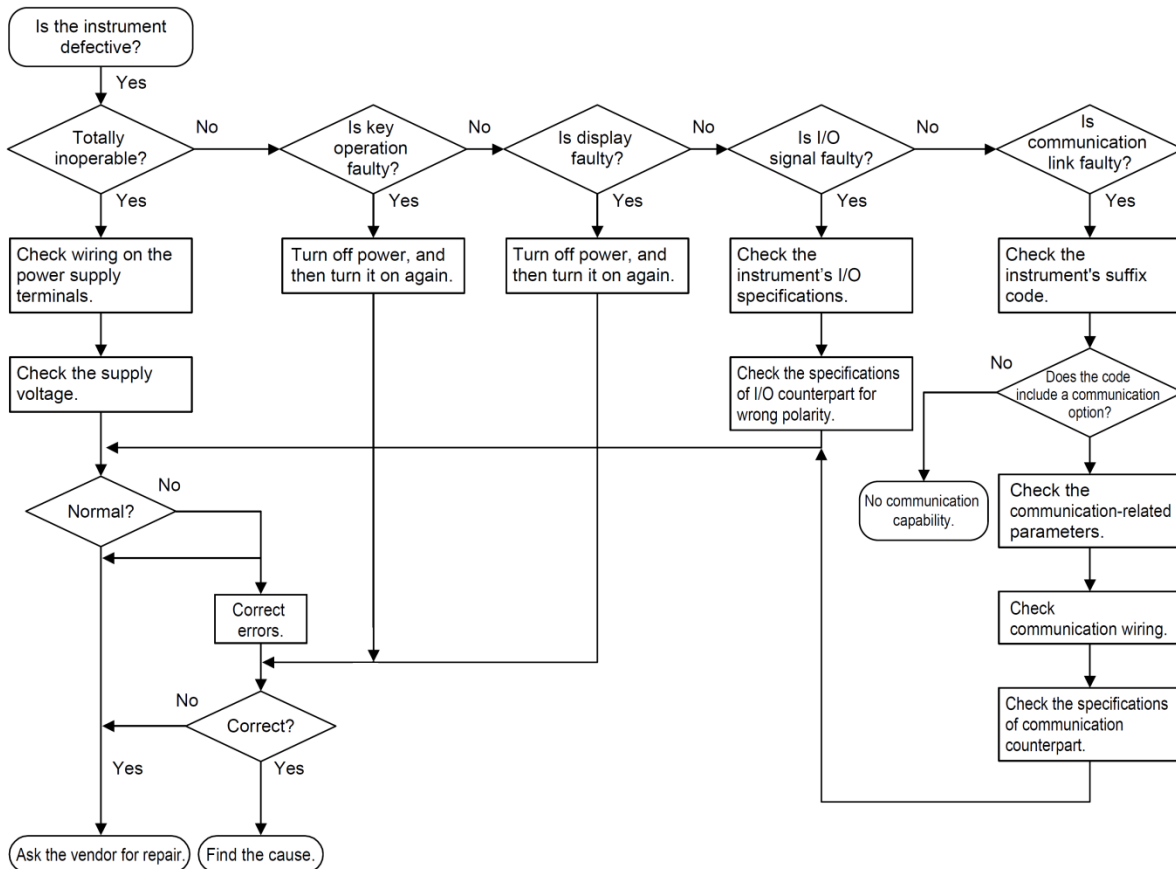 Is the instrument
defective?
Yes
Totally
inoperable?
No
Is key
operation
faulty?
No
Is display
faulty?
No
Is I/O
signal faulty?
No
Is
communication
link faulty?
Yes
Yes
Yes
Yes
Yes
Check wiring on the
power supply
terminals.
Turn off power, and
then turn it on again.
Turn off power, and
then turn it on again.
Check the
instrument's I/O
specifications.
Check the
instrument's suffix
code.
Check the supply
voltage.
Check the specifications
of I/O counterpart for
wrong polarity.
No
Does the code
include a communication
option?
No
Normal?
No communication
capability.
Check the
communication-related
parameters.
Correct
errors.
Check
communication wiring.
No
Correct?
Check the specifications
of communication
counterpart.
Yes
Yes
Ask the vendor for repair.
Find the cause.